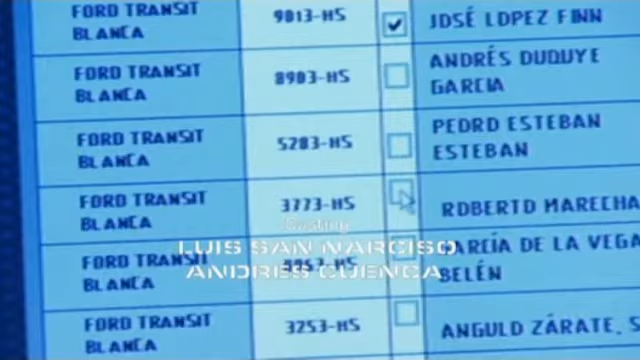 FORD TRANSIT
BLANCA
9013-HS
JOSÉ LOPEZ FINN
FORD TRANSIT
BLANCA
8903-HS
ANDRÉS DUQUYE
GARCIA
FORD TRANSIT
BLANCA
5283-HS
PEDRO ESTEBAN
ESTEBAN
FORD TRANSIT
BLANCA
3773-HS
ROBERTO MARECHA
Casting
LUIS SAN NARCISO
ANDRES CUENCA
FORD TRANSIT
BLANCA
GARCÍA DE LA VEGA
BELÉN
FORD TRANSIT
BLANCA
3253-HS
ANGULO ZÁRATE, S